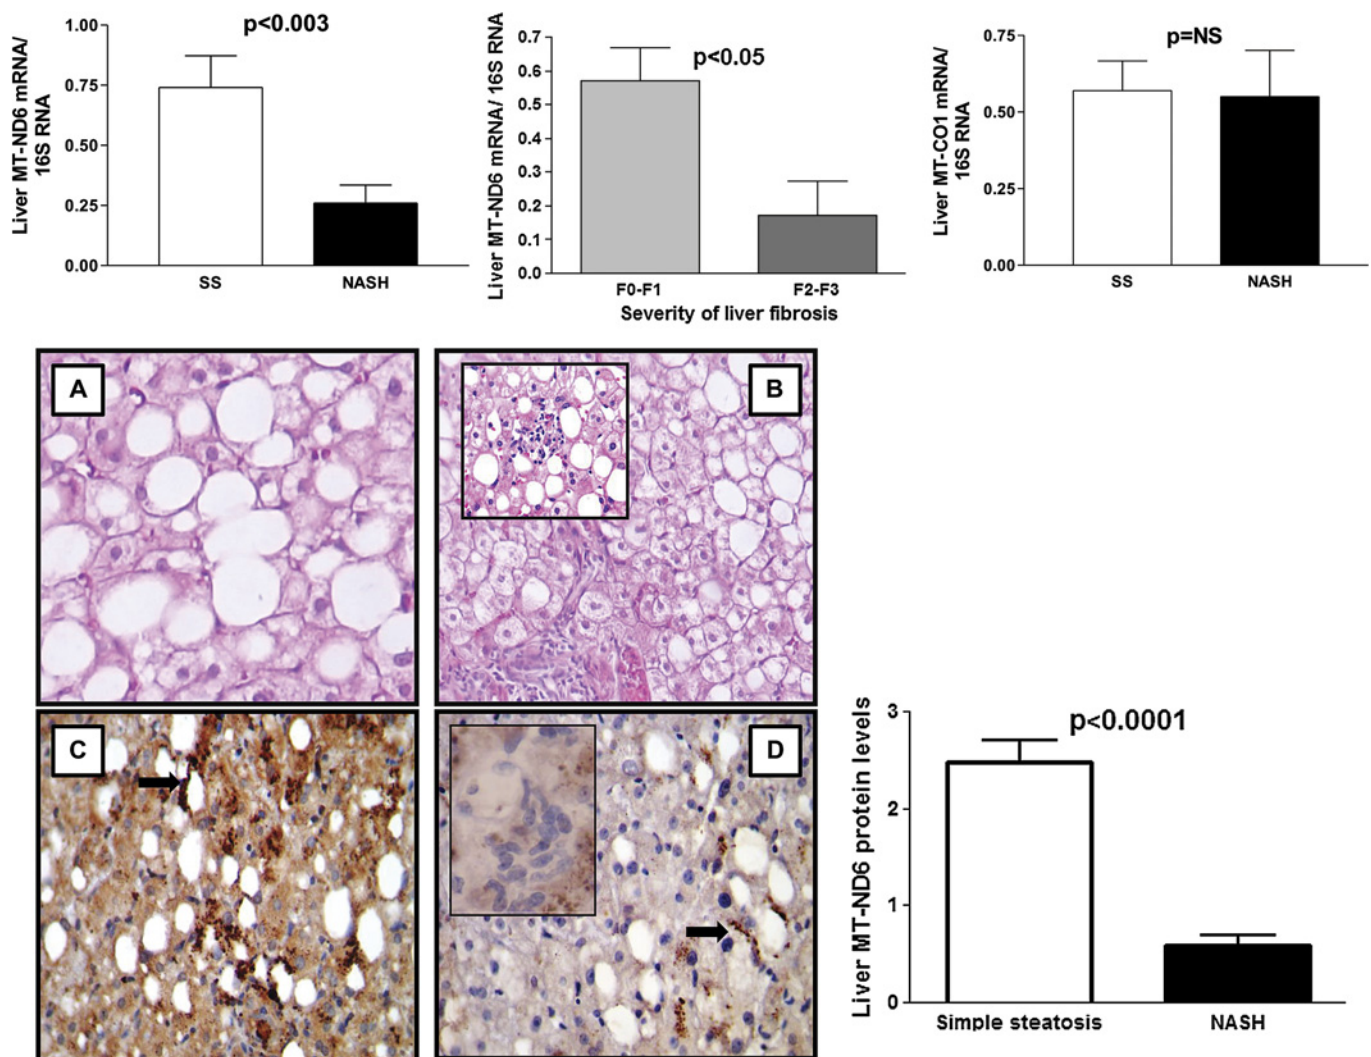 Liver MT-ND6 mRNA/
16S RNA
1.00
0.75
0.50
0.25
0.00
p<0.003
SS
NASH
Liver MT-ND6 mRNA/ 16S RNA
0.7
0.6
0.5
0.4
0.3
0.2
0.1
0.0
p<0.05
F0-F1
F2-F3
Severity of liver fibrosis
Liver MT-CO1 mRNA/
16S RNA
0.75
0.50
0.25
0.00
p=NS
SS
NASH
A
B
C
D
Liver MT-ND6 protein levels
3
2
1
0
p<0.0001
Simple steatosis
NASH